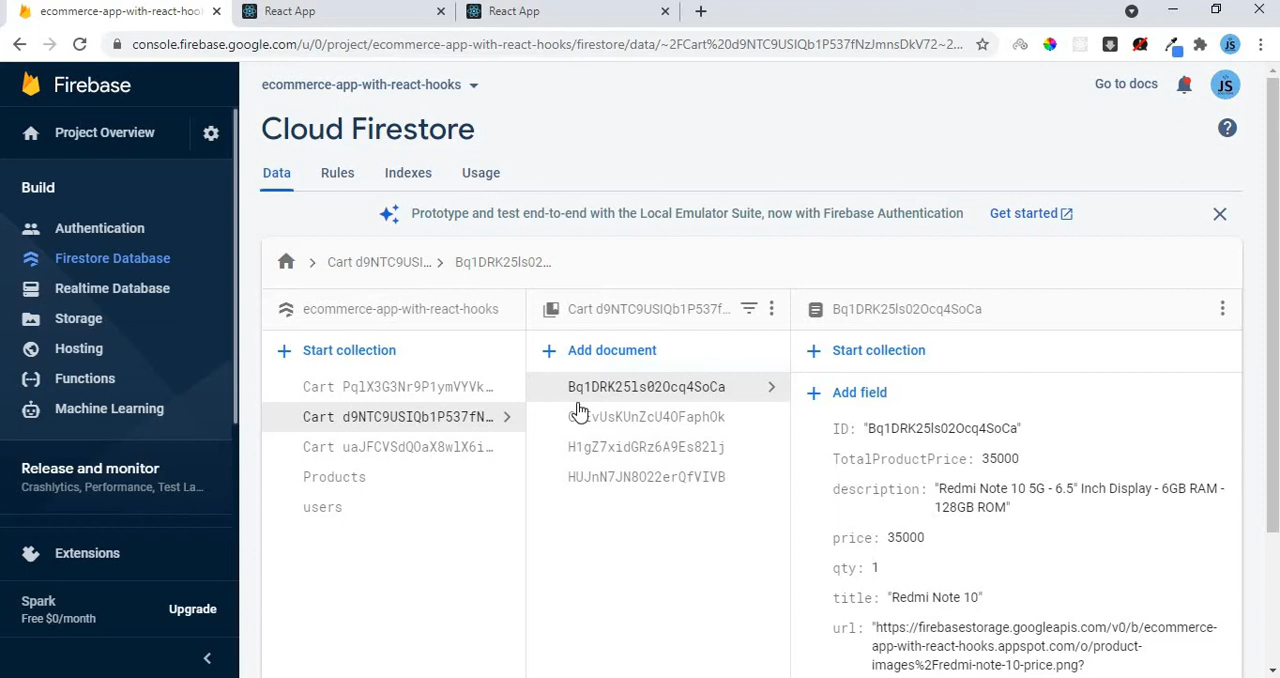 ecommerce-app-with-react-hoo
React App
React App
console.firebase.google.com/u/0/project/ecommerce-app-with-react-hooks/firestore/data/~2FCart%20d9NTC9USIQb1P537fNzJmnsDkV72~2...
JS
Firebase
ecommerce-app-with-react-hooks
Go to docs
JS
Project Overview
Cloud Firestore
Data
Rules
Indexes
Usage
Build
Prototype and test end-to-end with the Local Emulator Suite, now with Firebase Authentication
Get started
Authentication
Firestore Database
Realtime Database
Storage
Hosting
Functions
Machine Learning
Release and monitor
Crashlytics, Performance, Test La...
Extensions
Spark
Free $0/month
Upgrade
Cart d9NTC9USI...
Bq1DRK25ls02...
ecommerce-app-with-react-hooks
Start collection
Cart PqlX3G3Nr9P1ymVYVk...
Cart d9NTC9USIQb1P537fN...
Cart uaJFCVSdQOaX8wlX6i...
Products
users
Cart d9NTC9USIQb1P537f...
Add document
Bq1DRK25ls02Ocq4SoCa
vUsKUnZcU4OFaphOk
H1gZ7xidGRz6A9Es82lj
HUJnN7JN8O22erQfVIVB
Bq1DRK25ls02Ocq4SoCa
Start collection
Add field
ID: "Bq1DRK25ls02Ocq4SoCa"
TotalProductPrice: 35000
description: "Redmi Note 10 5G - 6.5" Inch Display - 6GB RAM -
128GB ROM"
price: 35000
qty: 1
title: "Redmi Note 10"
url: "https://firebasestorage.googleapis.com/v0/b/ecommerce-
app-with-react-hooks.appspot.com/o/product-
images%2Fredmi-note-10-price.png?